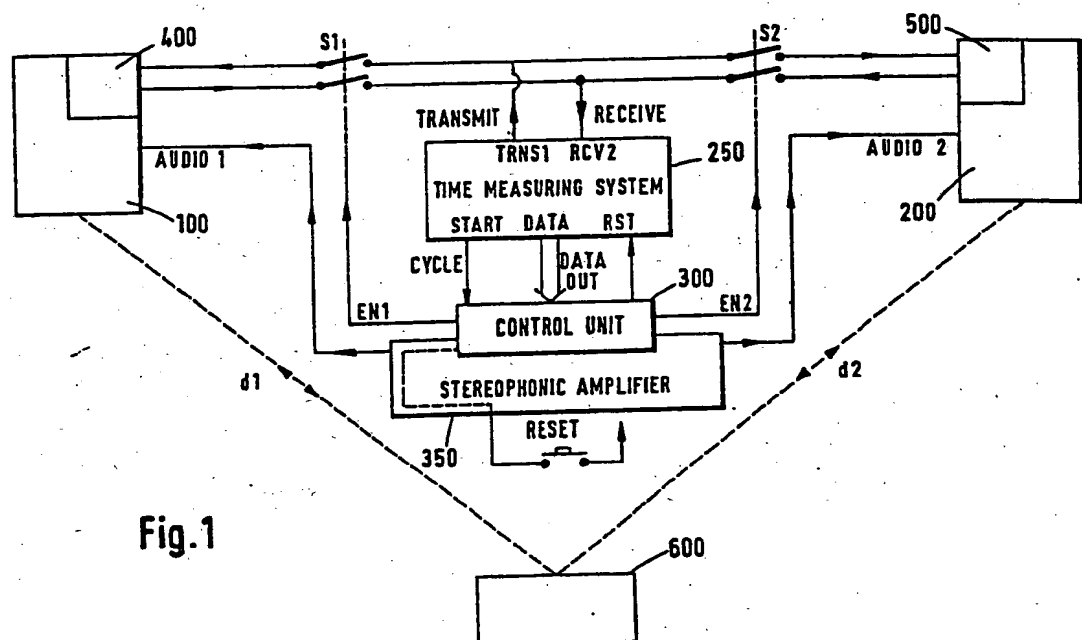 400
S1
S2
500
TRANSMIT
RECEIVE
AUDIO 1
TRNS1 RCV2
250
AUDIO 2
TIME MEASURING SYSTEM
100
START DATA RST
200
CYCLE
DATA
OUT
300
EN1
EN2
CONTROL UNIT
d1
d2
STEREOPHONIC AMPLIFIER
350
RESET
Fig.1
600